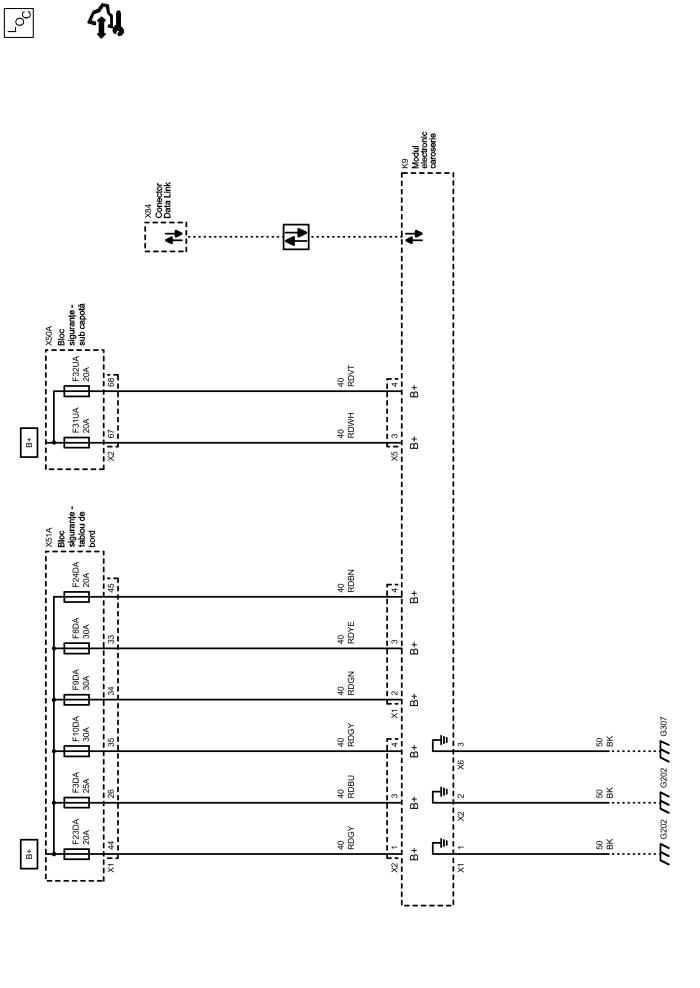 LOC
K9
Modul
electronic
caroserie
X84
Conector
Data Link
X50A
Bloc
siguranțe -
sub capotă
F32UA
20A
68
40
RDVT
4
B+
B+
F31UA
20A
67
X2
40
RDWH
3
X5
B+
X51A
Bloc
siguranțe -
tablou de
bord
F24DA
20A
45
40
RDBN
4
B+
F8DA
30A
33
40
RDYE
3
B+
F9DA
30A
34
40
RDGN
2
X1
B+
F10DA
30A
35
40
RDGY
4
B+
3
X6
50
BK
G307
F3DA
25A
26
40
RDBU
3
B+
2
X2
50
BK
G202
B+
F23DA
20A
44
X1
40
RDGY
1
X2
B+
1
X1
50
BK
G202